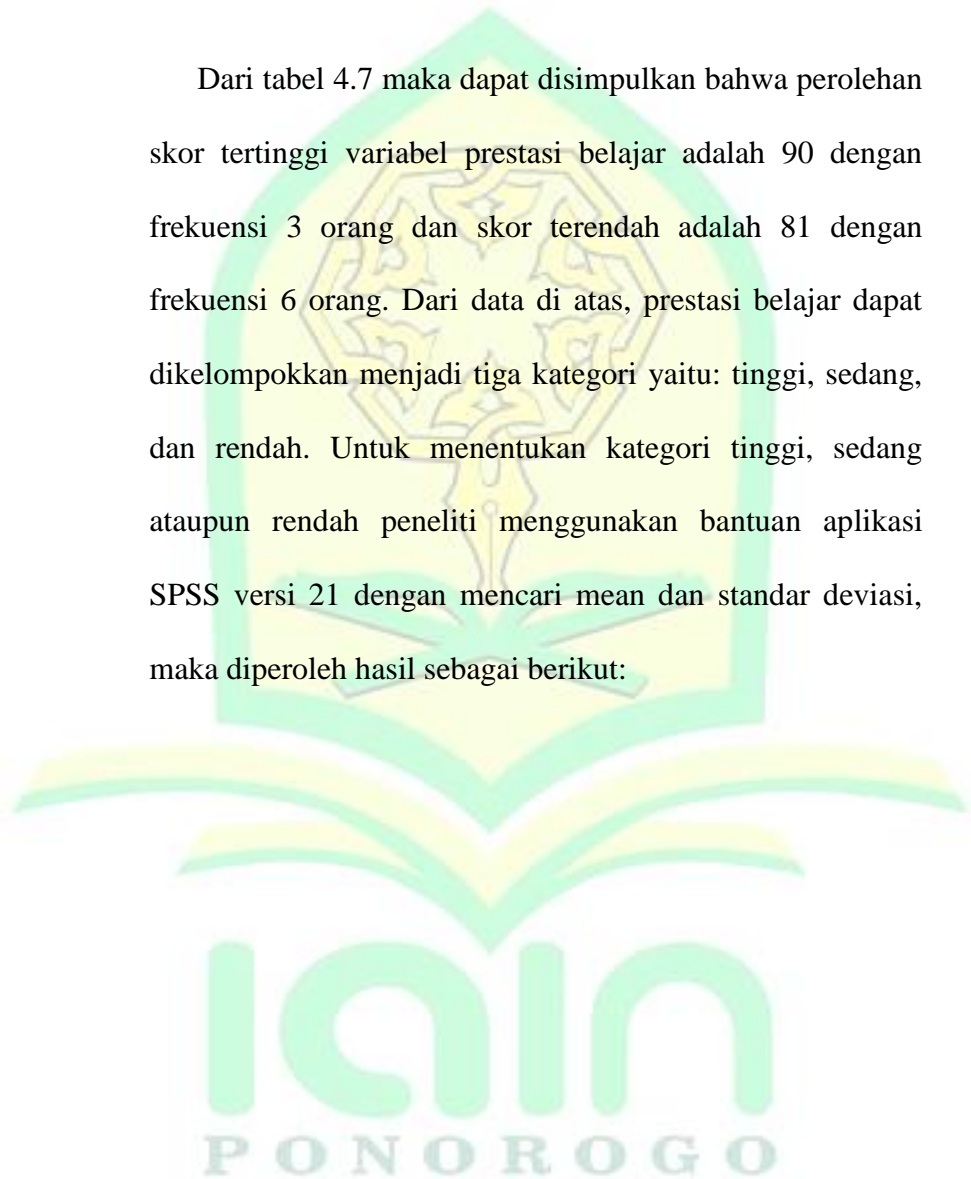 Dari tabel 4.7 maka dapat disimpulkan bahwa perolehan
skor tertinggi variabel prestasi belajar adalah 90 dengan
frekuensi 3 orang dan skor terendah adalah 81 dengan
frekuensi 6 orang. Dari data di atas, prestasi belajar dapat
dikelompokkan menjadi tiga kategori yaitu: tinggi, sedang,
dan rendah. Untuk menentukan kategori tinggi, sedang
ataupun rendah peneliti menggunakan bantuan aplikasi
SPSS versi 21 dengan mencari mean dan standar deviasi,
maka diperoleh hasil sebagai berikut:
iain
PONOROGO